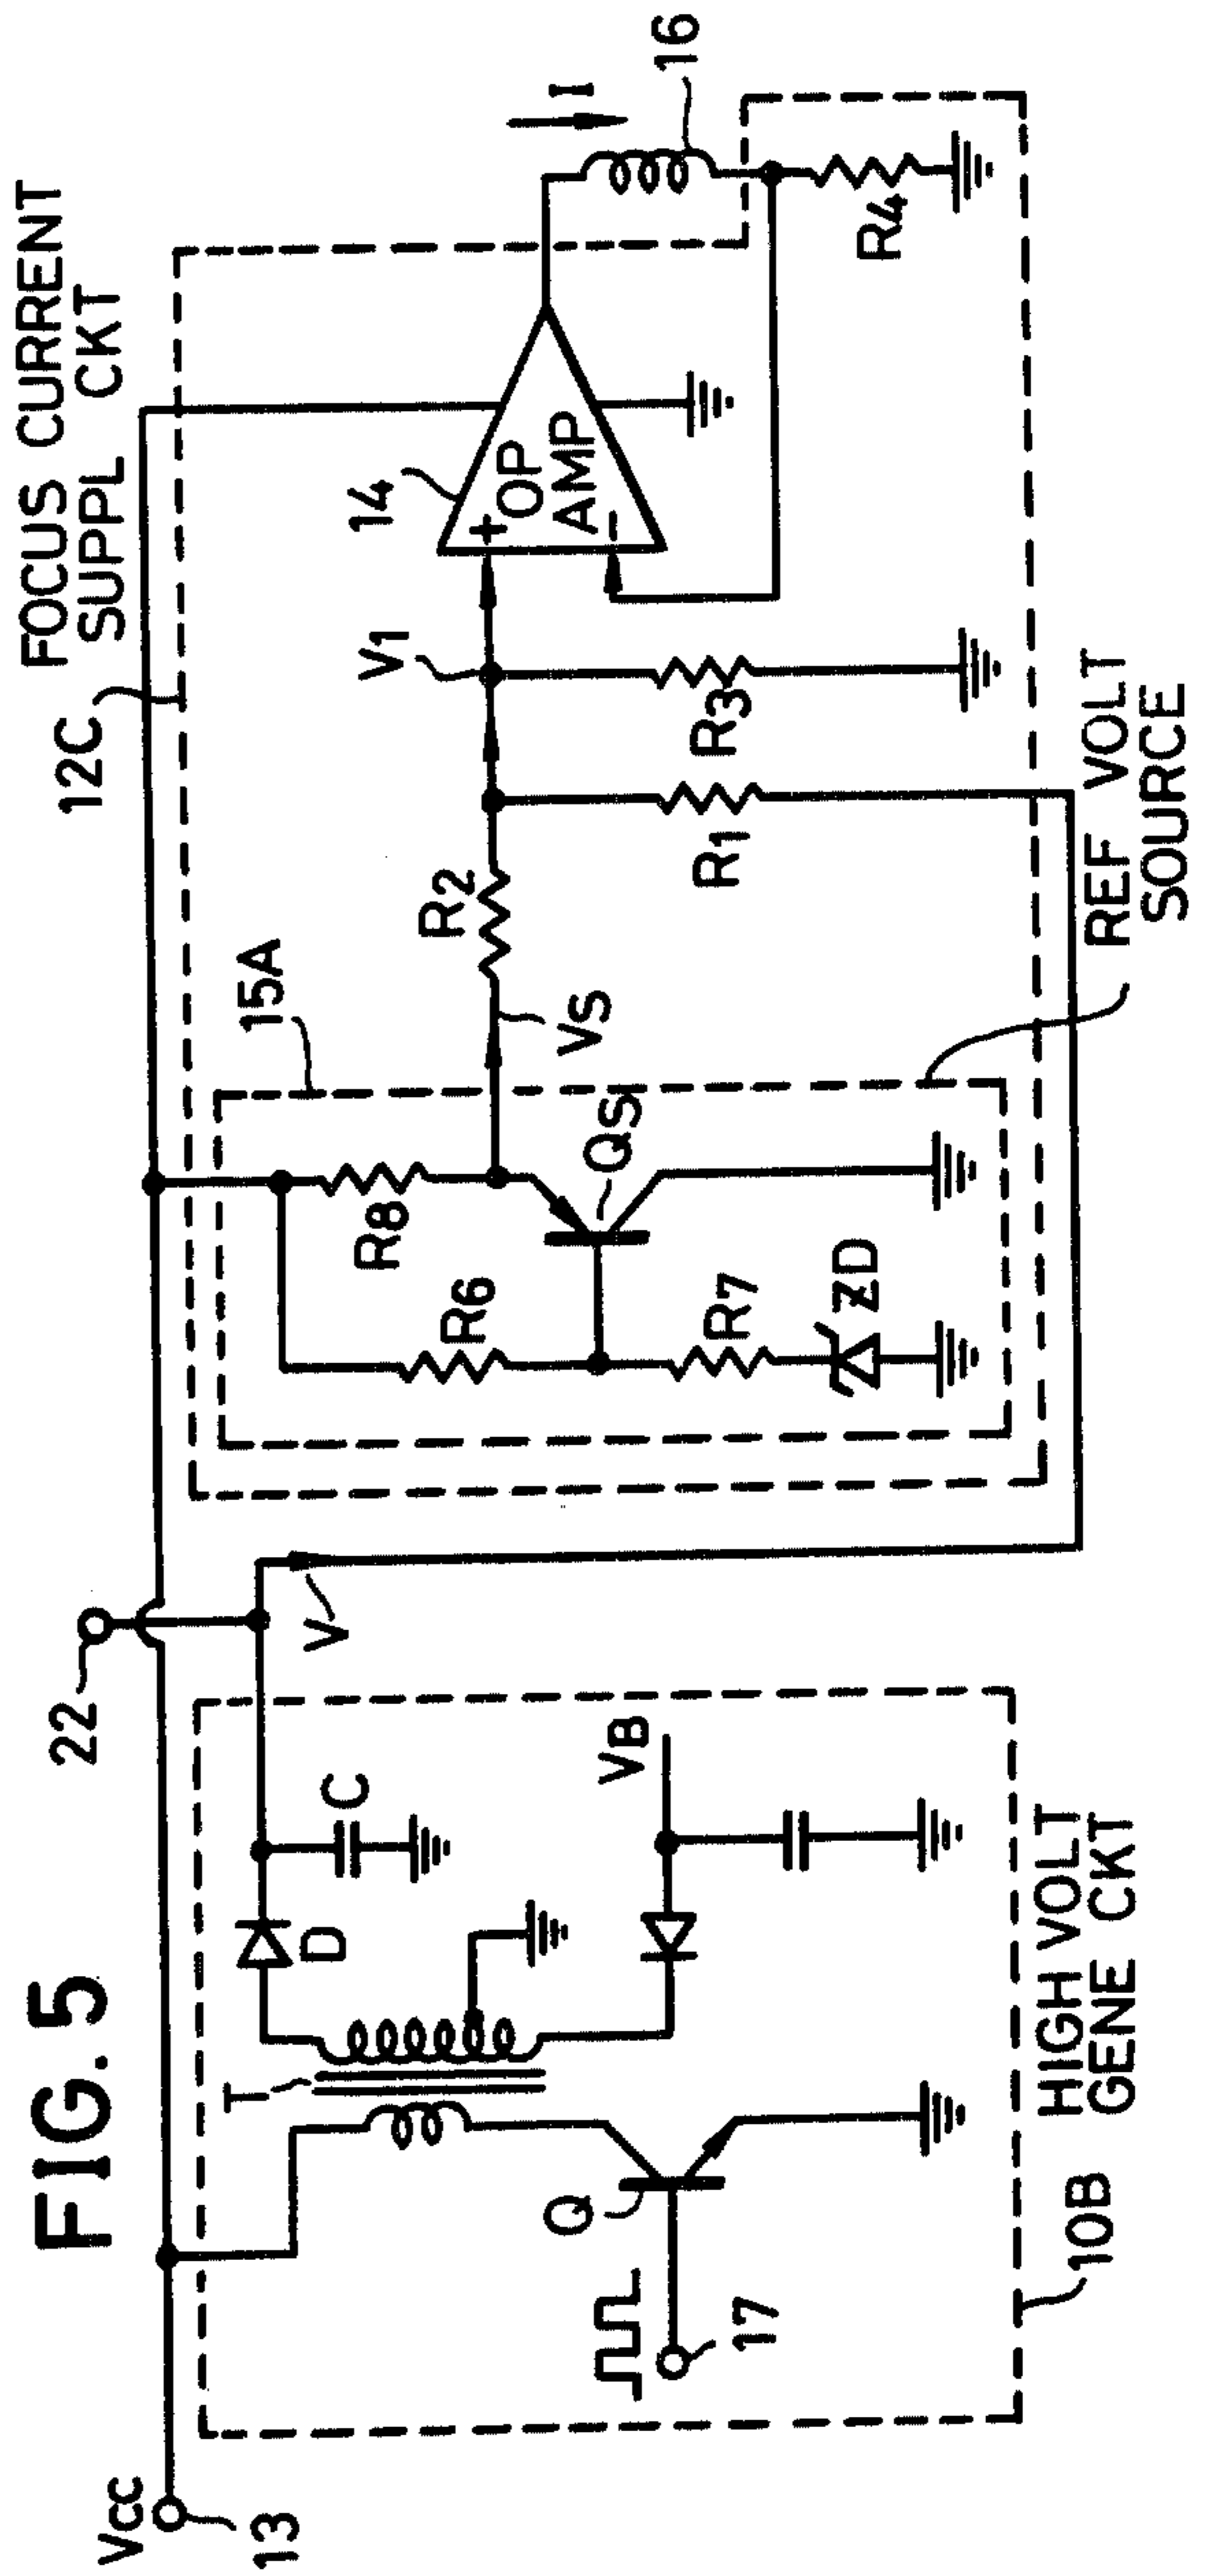 FIG. 5
FOCUS CURRENT
SUPPL CKT
12C
22
VCC
13
T
D
C
V
15A
R8
R6
R7
ZD
QS
VS
R2
R1
R3
V1
14
+
OP
AMP
−
I
16
R4
Q
17
VB
10B
HIGH VOLT
GENE CKT
REF VOLT
SOURCE